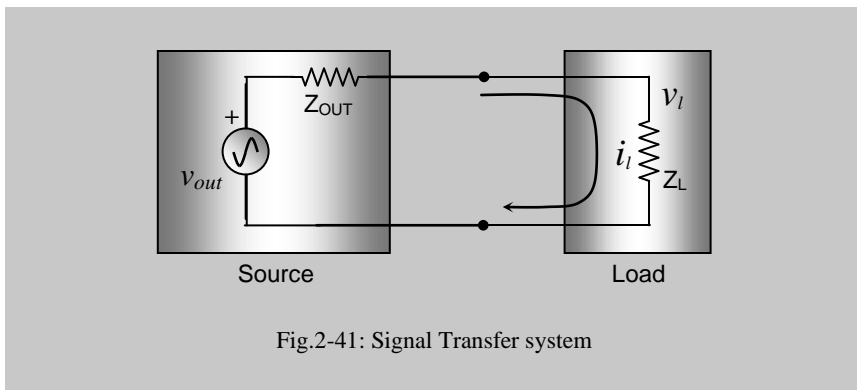 Z_OUT
+
v_out
v_l
i_l
Z_L
Source
Load
Fig.2-41: Signal Transfer system